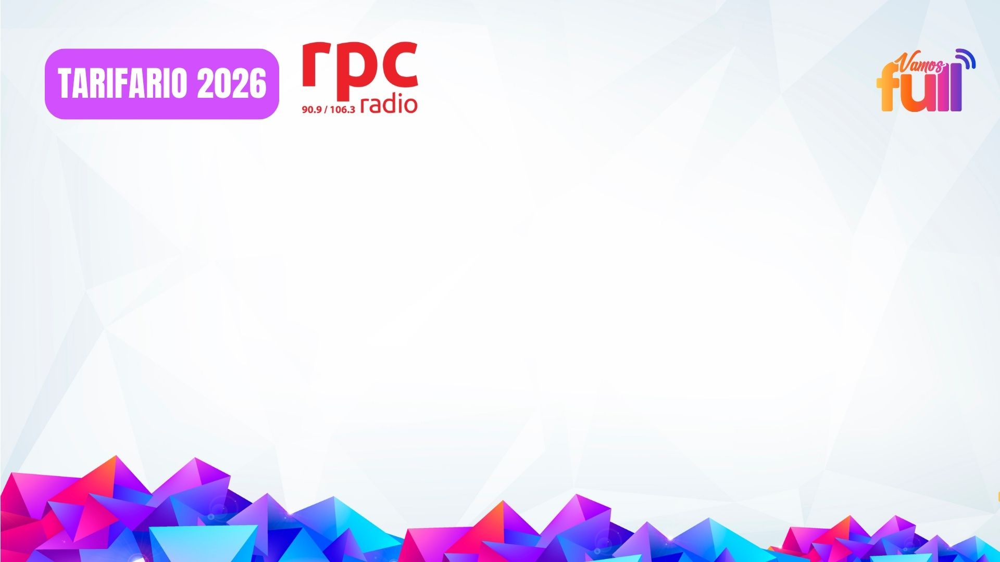 TARIFARIO 2026
rpc
90.9 / 106.3 radio
Vamos
full